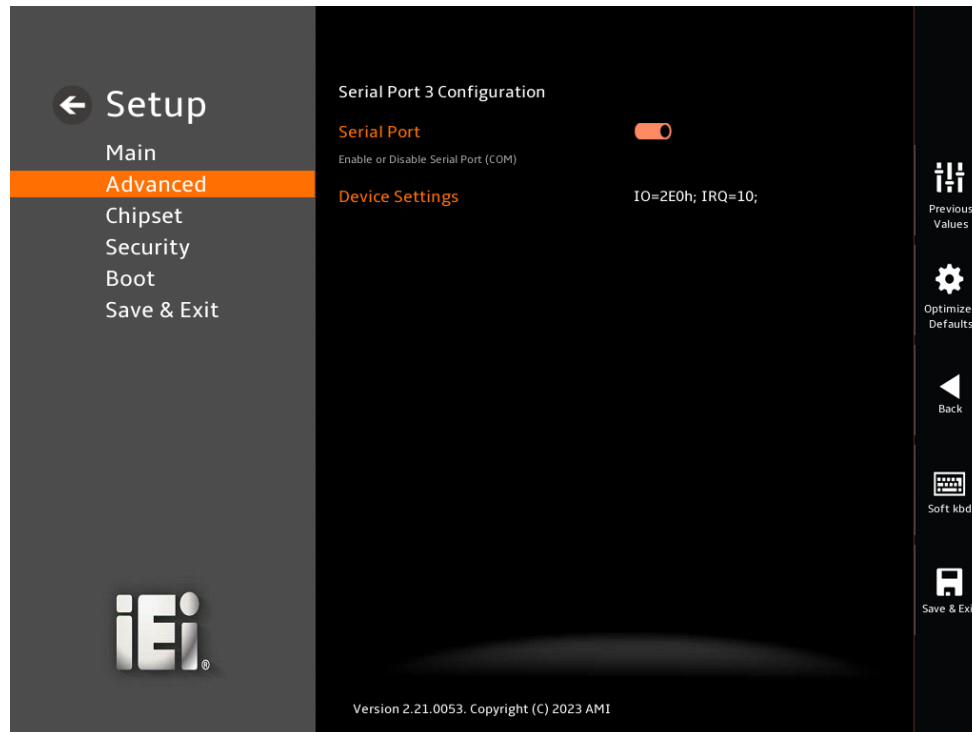 Setup
Main
Advanced
Chipset
Security
Boot
Save & Exit
iEi®
Serial Port 3 Configuration
Serial Port
Enable or Disable Serial Port (COM)
Device Settings IO=2E0h; IRQ=10;
Version 2.21.0053. Copyright (C) 2023 AMI
Previous
Values
Optimize
Defaults
Back
Soft kbd
Save & Exi